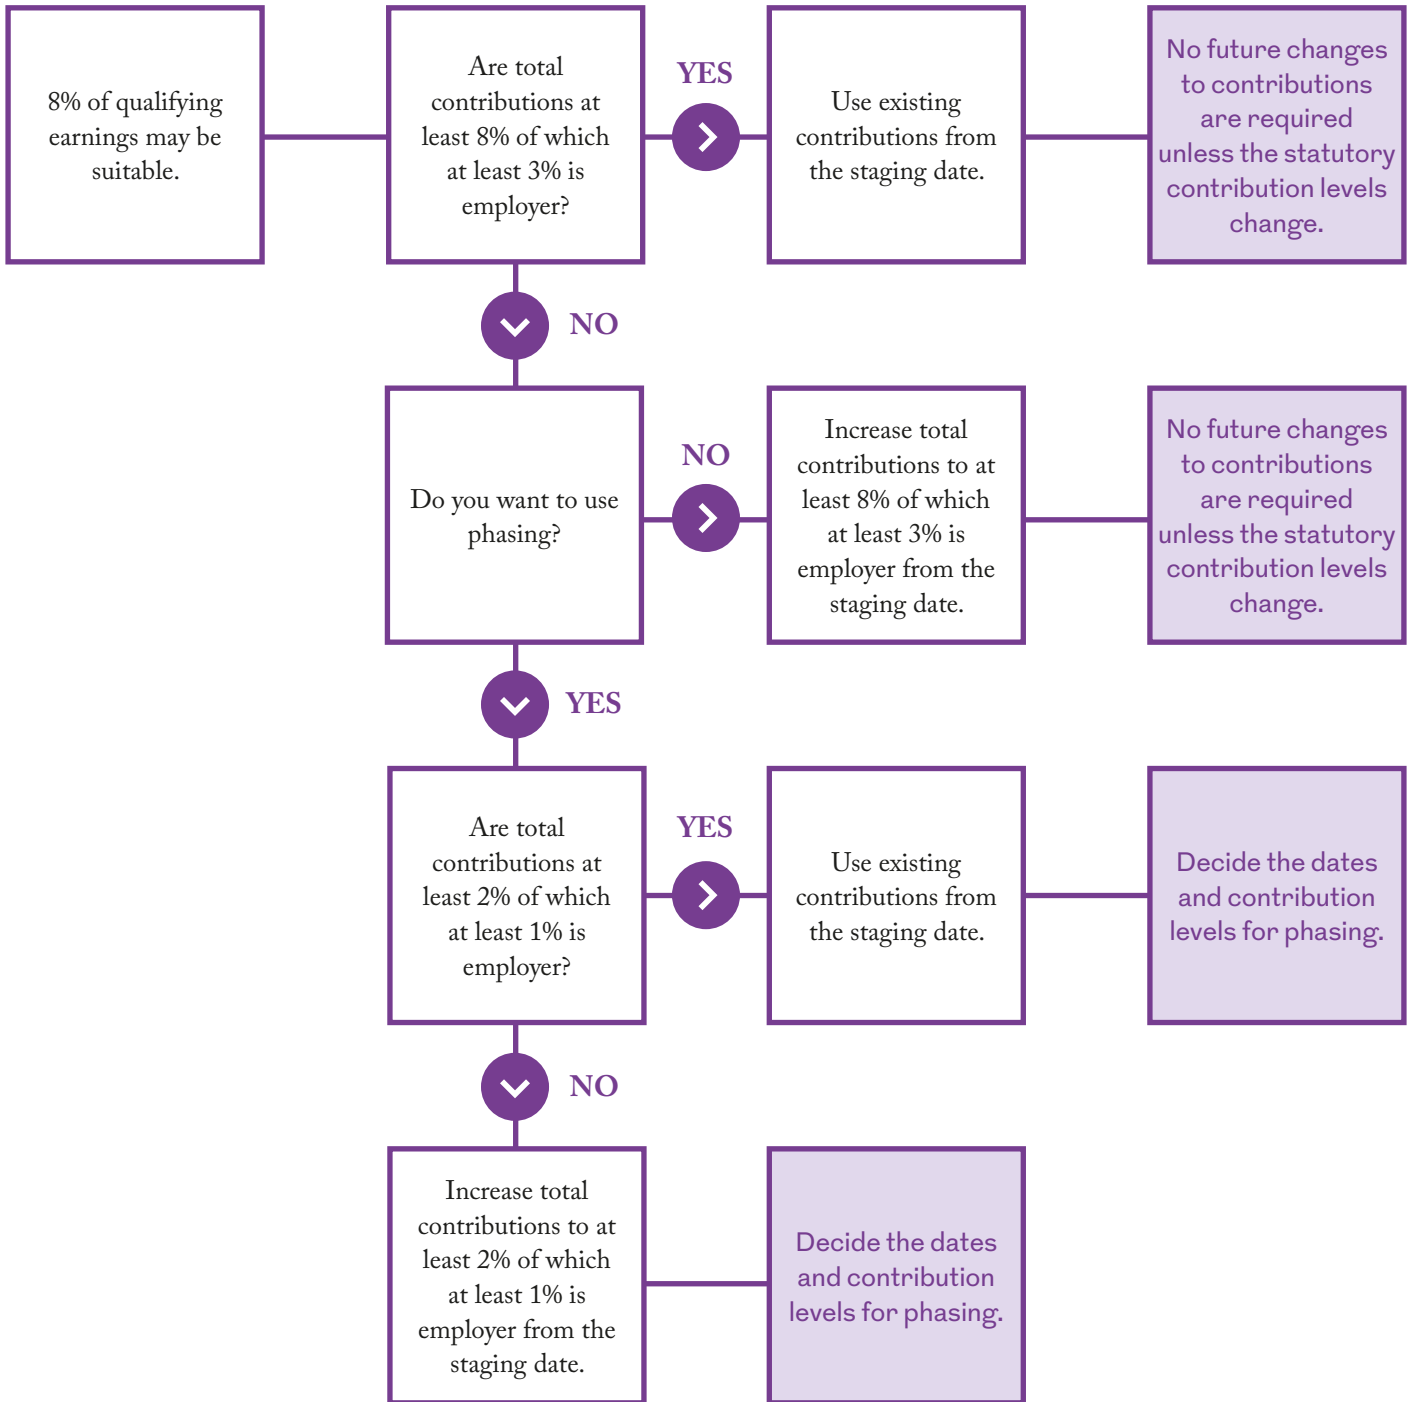 8% of qualifying
earnings may be
suitable.
Are total
contributions at
least 8% of which
at least 3% is
employer?
YES
Use existing
contributions from
the staging date.
No future changes
to contributions
are required
unless the statutory
contribution levels
change.
NO
Do you want to use
phasing?
NO
Increase total
contributions to at
least 8% of which
at least 3% is
employer from the
staging date.
No future changes
to contributions
are required
unless the statutory
contribution levels
change.
YES
Are total
contributions at
least 2% of which
at least 1% is
employer?
YES
Use existing
contributions from
the staging date.
Decide the dates
and contribution
levels for phasing.
NO
Increase total
contributions to at
least 2% of which
at least 1% is
employer from the
staging date.
Decide the dates
and contribution
levels for phasing.